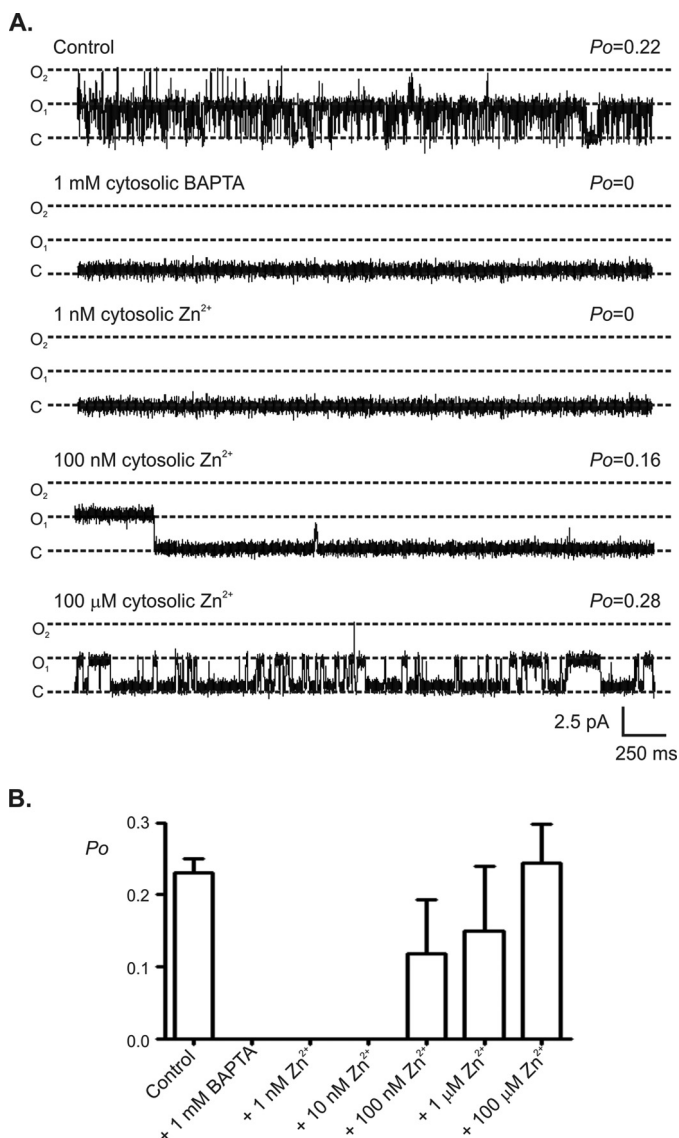 A.
Control Po=0.22
O₂
O₁
C
1 mM cytosolic BAPTA Po=0
O₂
O₁
C
1 nM cytosolic Zn²⁺ Po=0
O₂
O₁
C
100 nM cytosolic Zn²⁺ Po=0.16
O₂
O₁
C
100 μM cytosolic Zn²⁺ Po=0.28
O₂
O₁
C
2.5 pA
250 ms
B.
Po
0.3
0.2
0.1
0.0
Control
+ 1 mM BAPTA
+ 1 nM Zn²⁺
+ 10 nM Zn²⁺
+ 100 nM Zn²⁺
+ 1 μM Zn²⁺
+ 100 μM Zn²⁺